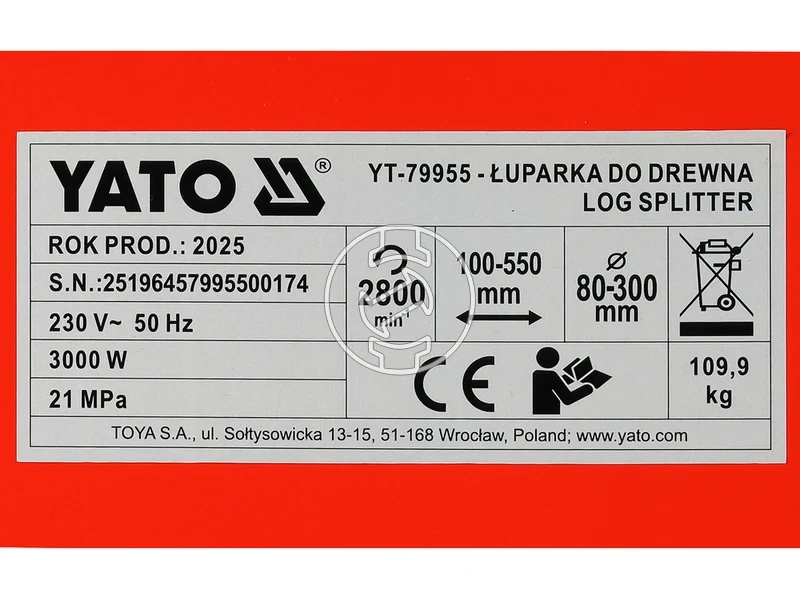 YATO ®
YT-79955 - ŁUPARKA DO DREWNA
LOG SPLITTER
ROK PROD.: 2025
S.N.:25196457995500174
230 V~ 50 Hz
3000 W
21 MPa
2800
min⁻¹
100-550
mm
Ø
80-300
mm
CE
109,9
kg
TOYA S.A., ul. Sołtysowicka 13-15, 51-168 Wrocław, Poland; www.yato.com